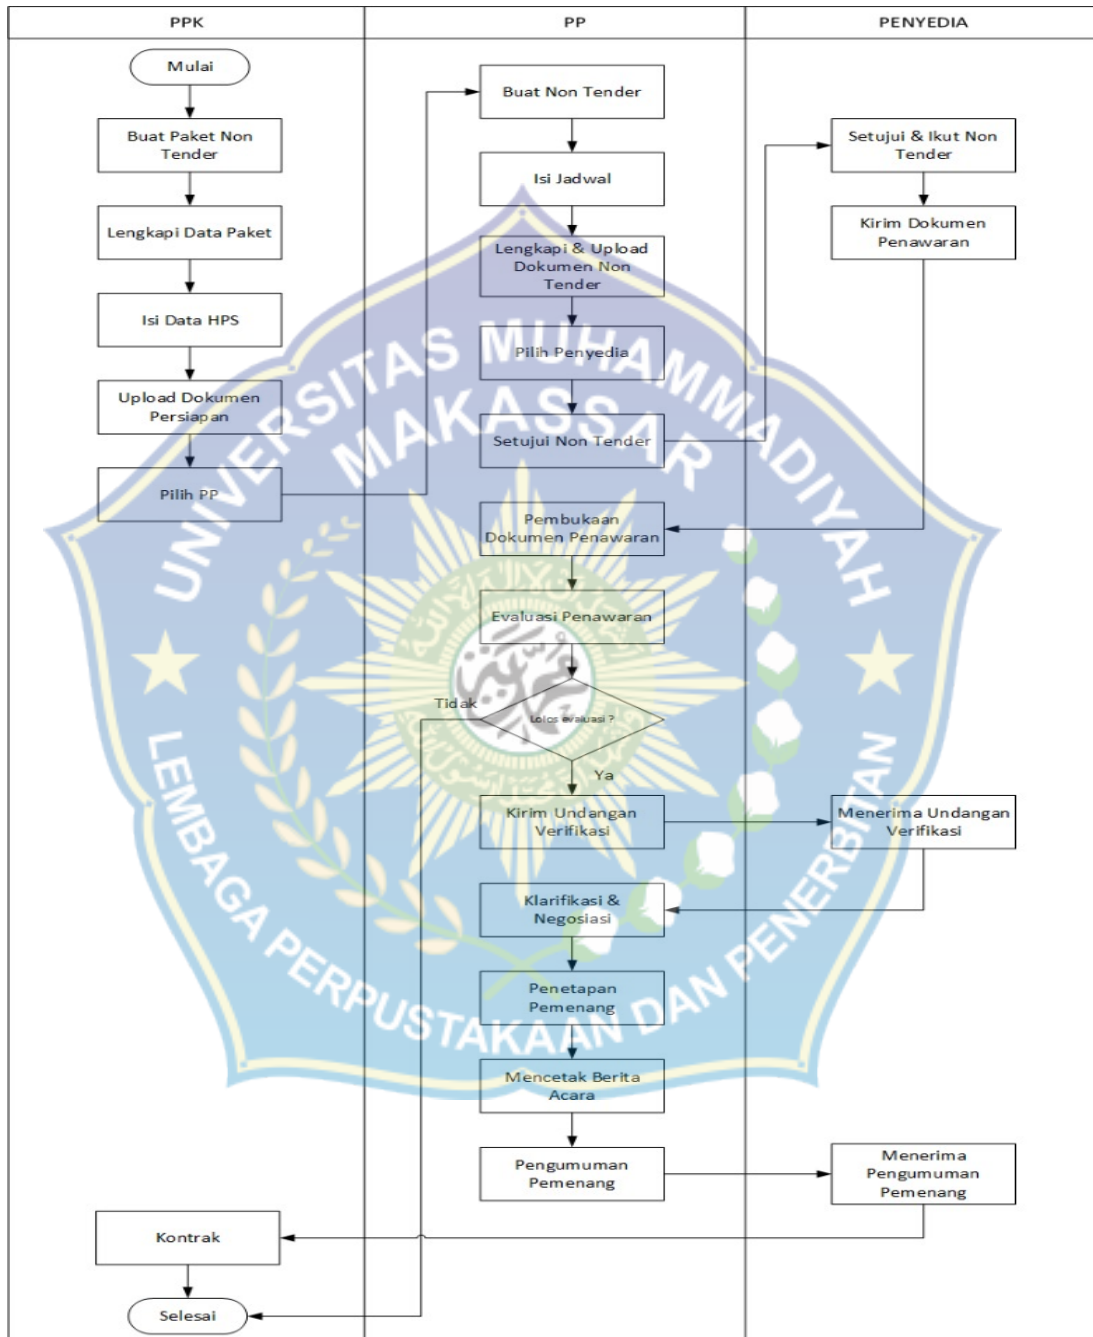 PPK
PP
PENYEDIA
Mulai
Buat Paket Non
Tender
Lengkapi Data Paket
Isi Data HPS
Upload Dokumen
Persiapan
Pilih PP
Buat Non Tender
Isi Jadwal
Lengkapi & Upload
Dokumen Non
Tender
Pilih Penyedia
Setujui Non Tender
Setujui & Ikut Non
Tender
Kirim Dokumen
Penawaran
Pembukaan
Dokumen Penawaran
Evaluasi Penawaran
Lolos evaluasi ?
Tidak
Ya
Kirim Undangan
Verifikasi
Menerima Undangan
Verifikasi
Klarifikasi &
Negosiasi
Penetapan
Pemenang
Mencetak Berita
Acara
Pengumuman
Pemenang
Menerima
Pengumuman
Pemenang
Kontrak
Selesai
UNIVERSITAS MUHAMMADIYAH
MAKASSAR
LEMBAGA PERPUSTAKAAN DAN PENERBITAN